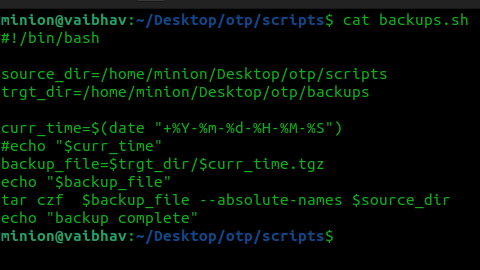 minion@vaibhav:~/Desktop/otp/scripts$ cat backups.sh
#!/bin/bash
source_dir=/home/minion/Desktop/otp/scripts
trgt_dir=/home/minion/Desktop/otp/backups
curr_time=$(date "+%Y-%m-%d-%H-%M-%S")
#echo "$curr_time"
backup_file=$trgt_dir/$curr_time.tgz
echo "$backup_file"
tar czf  $backup_file --absolute-names $source_dir
echo "backup complete"
minion@vaibhav:~/Desktop/otp/scripts$